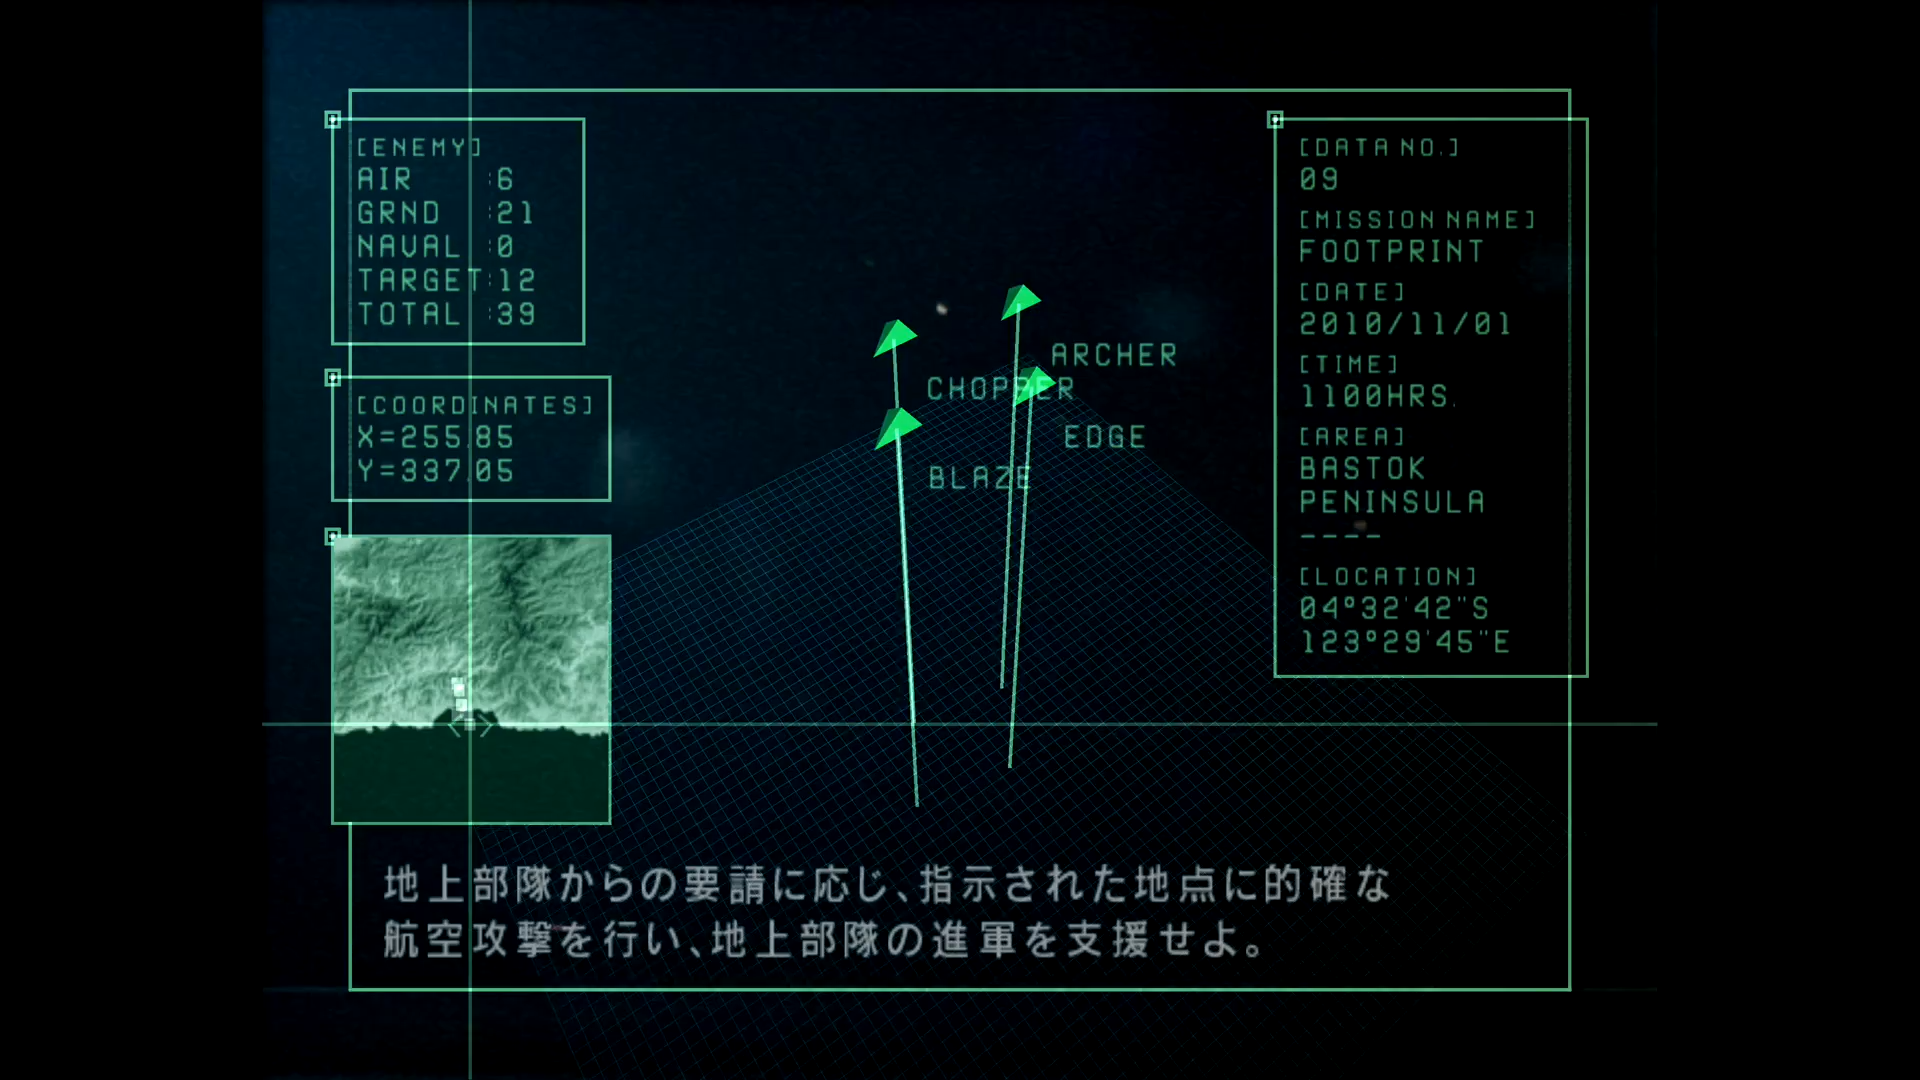 [ENEMY]
AIR :6
GRND :21
NAVAL :0
TARGET:12
TOTAL :39
[COORDINATES]
X=255.85
Y=337.05
ARCHER
CHOPPER
EDGE
BLAZE
[DATA NO.]
09
[MISSION NAME]
FOOTPRINT
[DATE]
2010/11/01
[TIME]
1100HRS.
[AREA]
BASTOK
PENINSULA
----
[LOCATION]
04°32'42"S
123°29'45"E
地上部隊からの要請に応じ、指示された地点に的確な
航空攻撃を行い、地上部隊の進軍を支援せよ。